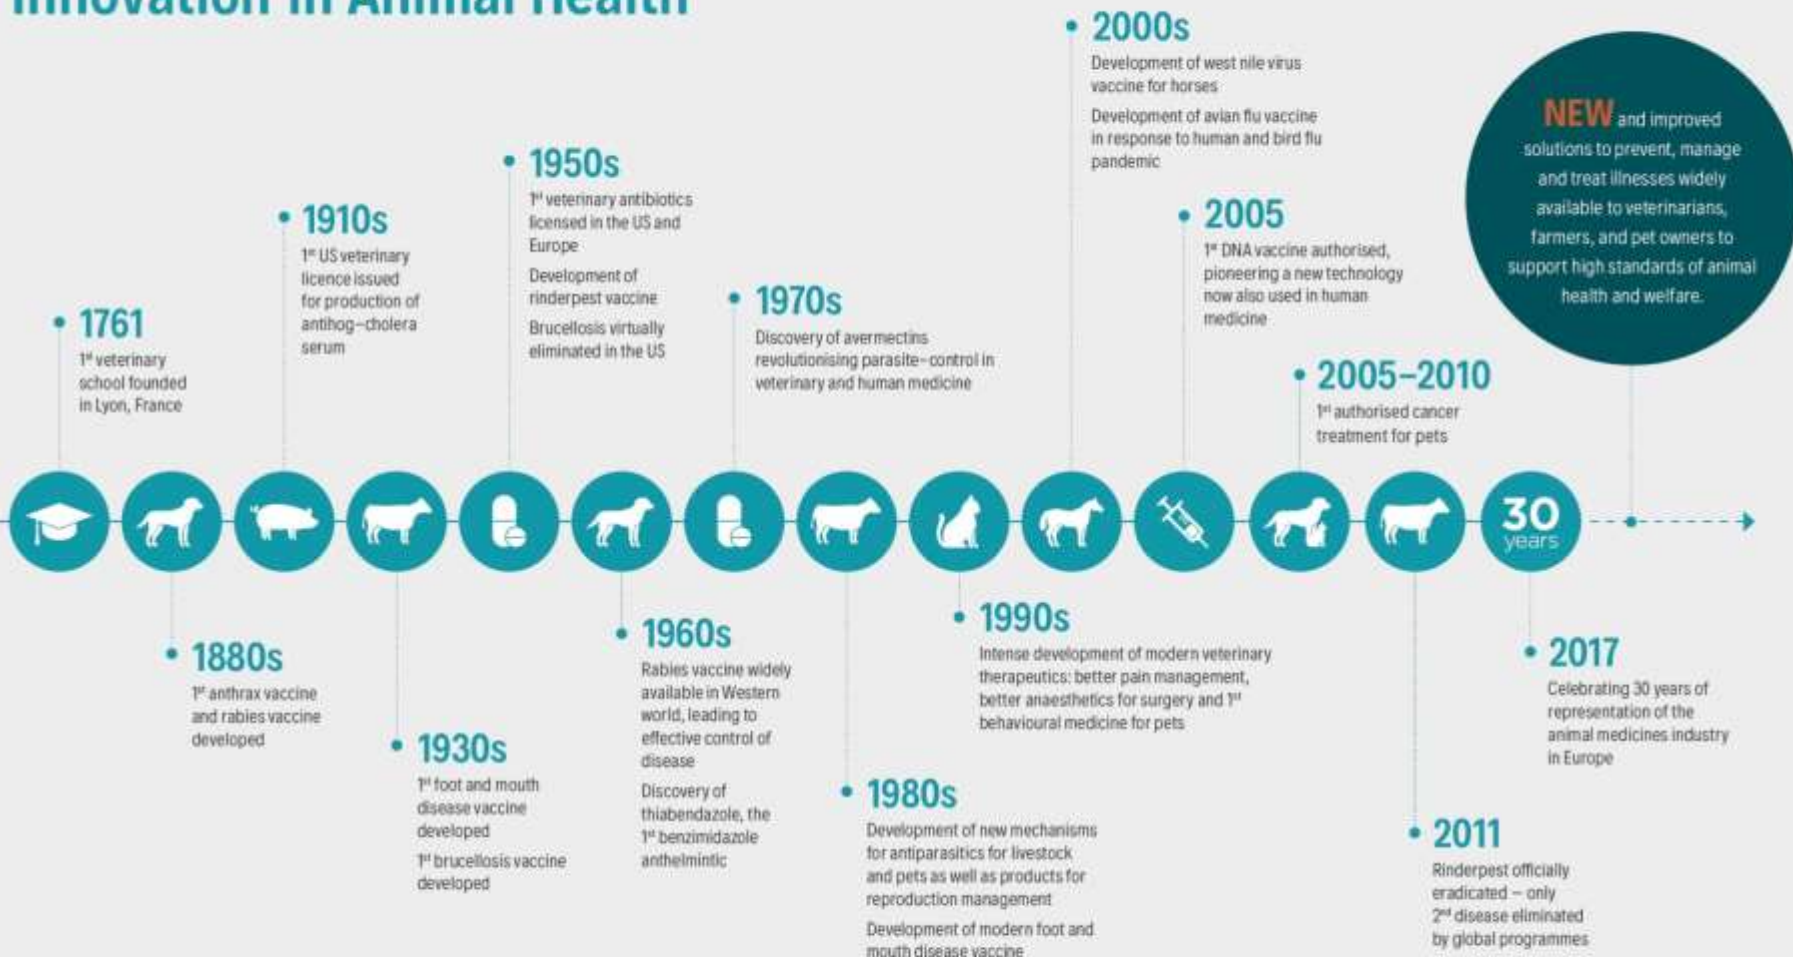 Innovation in Animal Health
1761
1st veterinary
school founded
in Lyon, France
1880s
1st anthrax vaccine
and rabies vaccine
developed
1910s
1st US veterinary
licence issued
for production of
antihog–cholera
serum
1930s
1st foot and mouth
disease vaccine
developed
1st brucellosis vaccine
developed
1950s
1st veterinary antibiotics
licensed in the US and
Europe
Development of
rinderpest vaccine
Brucellosis virtually
eliminated in the US
1960s
Rabies vaccine widely
available in Western
world, leading to
effective control of
disease
Discovery of
thiabendazole, the
1st benzimidazole
anthelmintic
1970s
Discovery of avermectins
revolutionising parasite–control in
veterinary and human medicine
1980s
Development of new mechanisms
for antiparasitics for livestock
and pets as well as products for
reproduction management
Development of modern foot and
mouth disease vaccine
1990s
Intense development of modern veterinary
therapeutics: better pain management,
better anaesthetics for surgery and 1st
behavioural medicine for pets
2000s
Development of west nile virus
vaccine for horses
Development of avian flu vaccine
in response to human and bird flu
pandemic
2005
1st DNA vaccine authorised,
pioneering a new technology
now also used in human
medicine
2005–2010
1st authorised cancer
treatment for pets
2011
Rinderpest officially
eradicated – only
2nd disease eliminated
by global programmes
30
years
2017
Celebrating 30 years of
representation of the
animal medicines industry
in Europe
NEW and improved
solutions to prevent, manage
and treat illnesses widely
available to veterinarians,
farmers, and pet owners to
support high standards of animal
health and welfare.